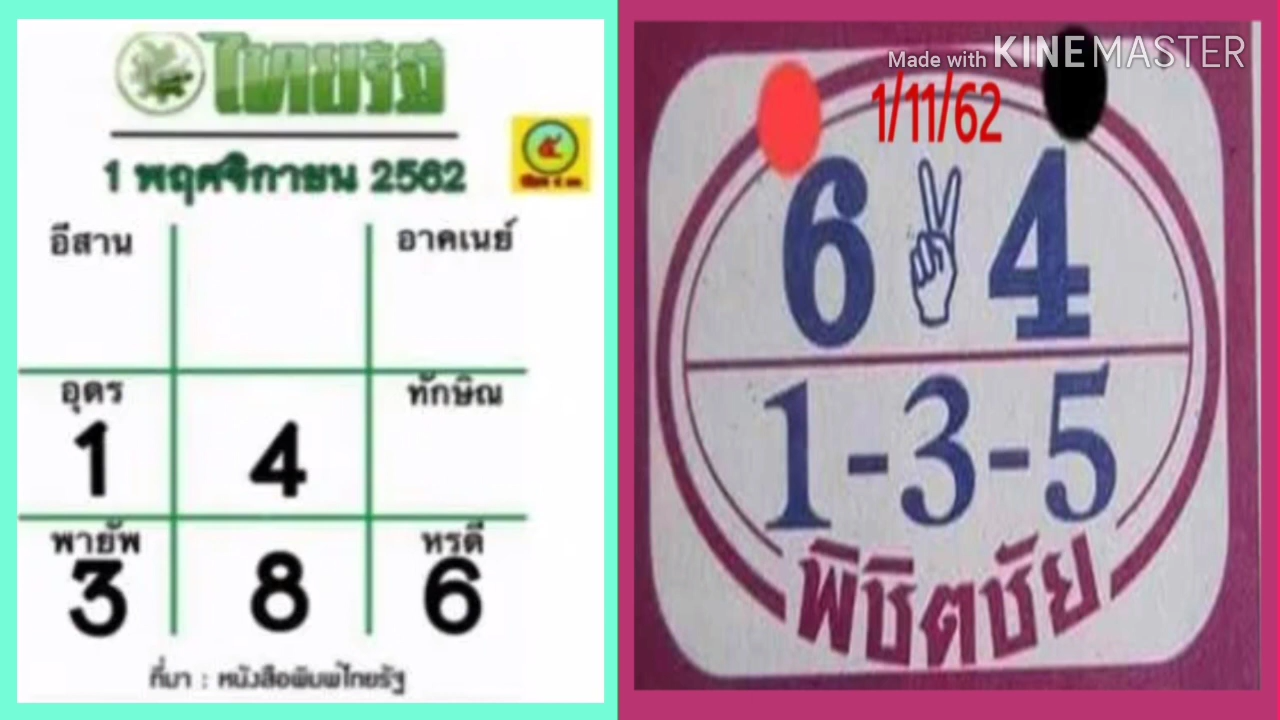 ไทยรัฐ
1 พฤศจิกายน 2562
๕
อีสาน
อาคเนย์
อุดร
ทักษิณ
1 4
พายัพ
หรดี
3 8 6
ที่มา : หนังสือพิมพ์ไทยรัฐ
Made with KINEMASTER
1/11/62
6 4
1-3-5
พิชิตชัย